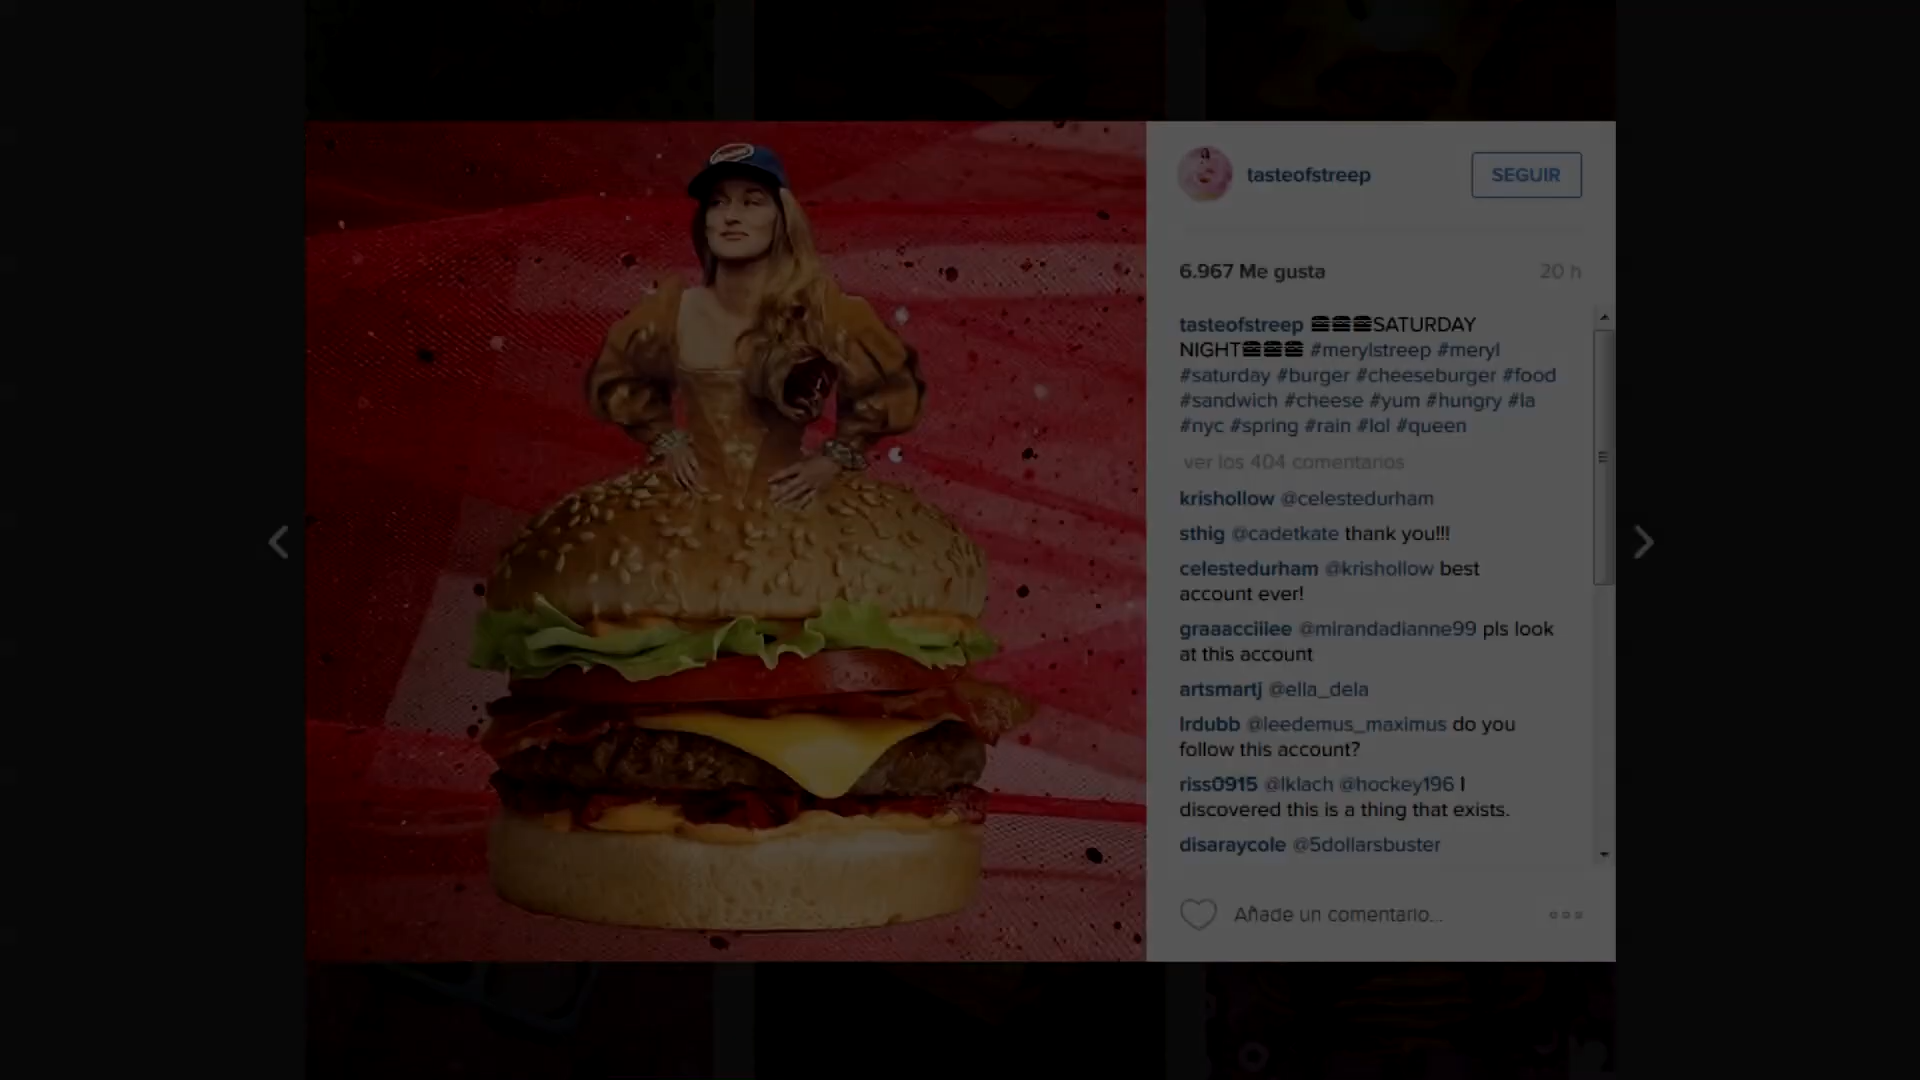 tasteofstreep
SEGUIR
6.967 Me gusta
20 h
tasteofstreep 🍔🍔🍔SATURDAY
NIGHT🍔🍔🍔 #merylstreep #meryl
#saturday #burger #cheeseburger #food
#sandwich #cheese #yum #hungry #la
#nyc #spring #rain #lol #queen
ver los 404 comentarios
krishollow @celestedurham
sthig @cadetkate thank you!!!
celestedurham @krishollow best
account ever!
graaacciilee @mirandadianne99 pls look
at this account
artsmartj @ella_dela
lrdubb @leedemus_maximus do you
follow this account?
riss0915 @lklach @hockey196 I
discovered this is a thing that exists.
disaraycole @5dollarsbuster
Añade un comentario...